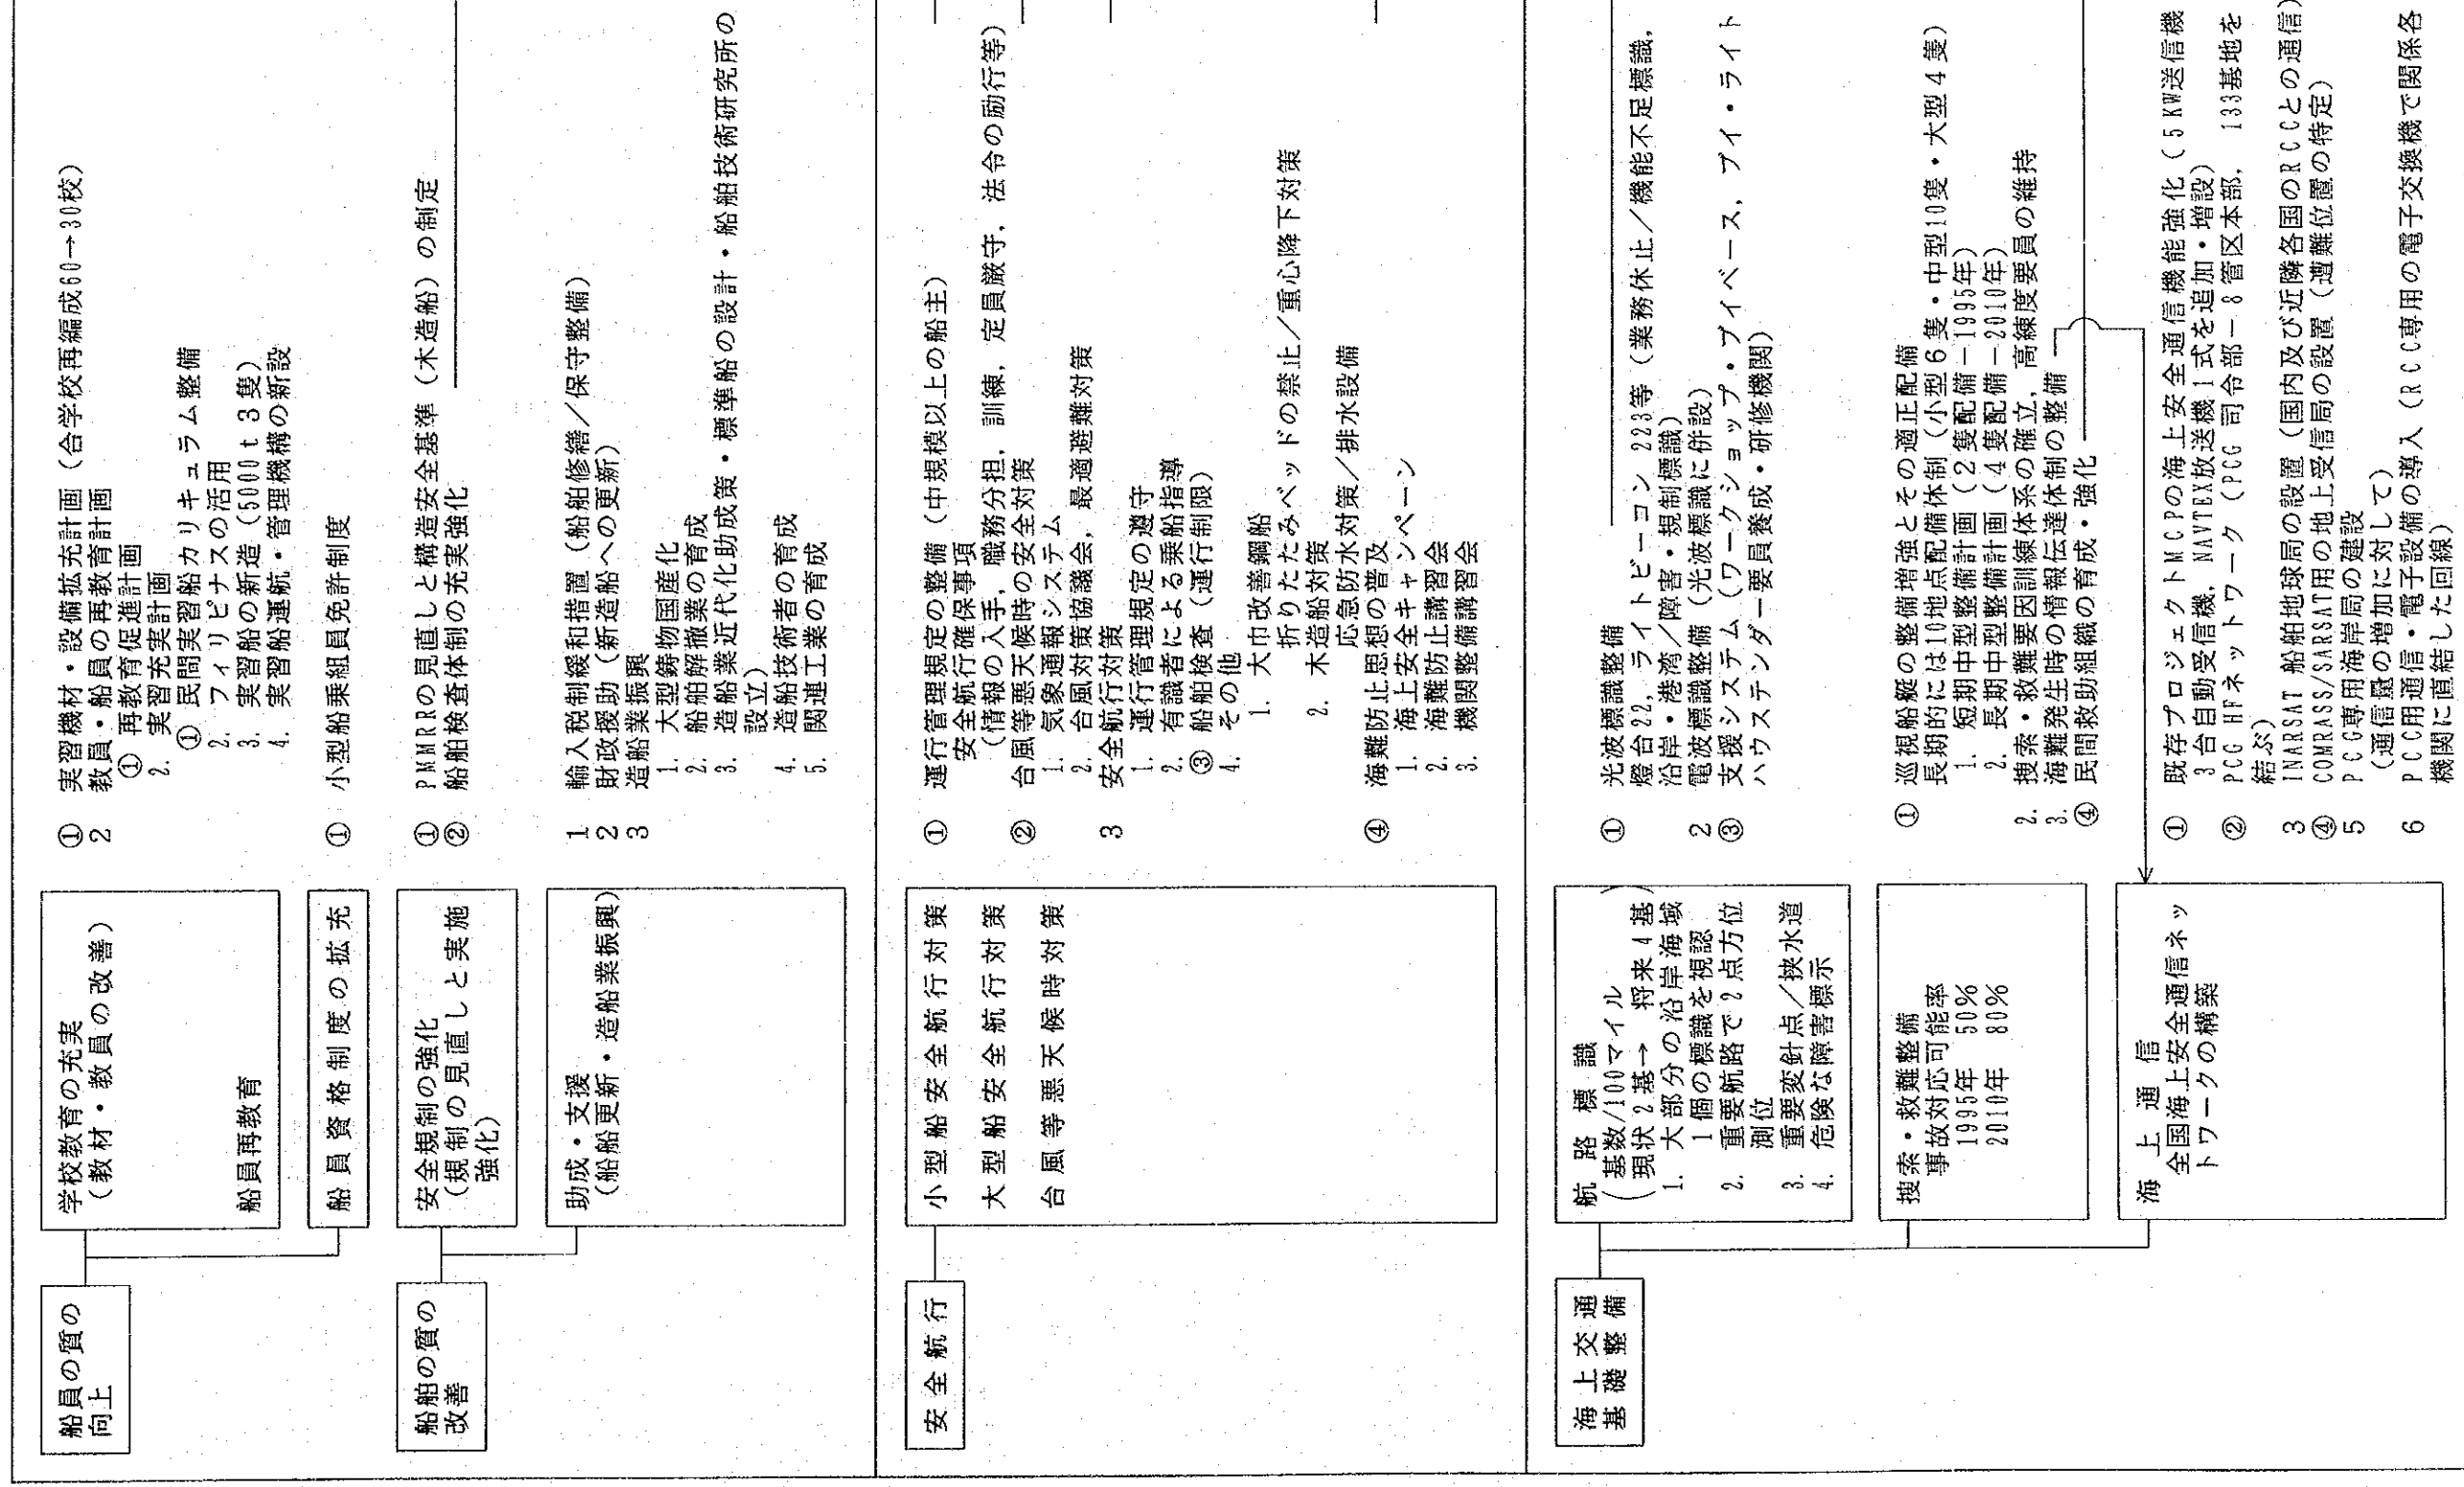 船員の質の
向上
学校教育の充実
(教材・教員の改善)
船員再教育
① 実習機材・設備拡充計画(合学校再編成60→30校)
2 教員・船員の再教育計画
① 再教育促進計画
2. 実習充実計画
① 民間実習船カリキュラム整備
2. フィリピナスの活用
3. 実習船の新造(5000t3隻)
4. 実習船運航・管理機構の新設
船員資格制度の拡充
① 小型船乗組員免許制度
船舶の質の
改善
安全規制の強化
(規制の見直しと実施
強化)
① PMMRRの見直しと構造安全基準(木造船)の制定
② 船舶検査体制の充実強化
助成・支援
(船舶更新・造船業振興)
1 輸入税制緩和措置(船舶修繕/保守整備)
2 財政援助(新造船への更新)
3 造船業振興
1. 大型鋳物国産化
2. 船舶解撤業の育成
3. 造船業近代化助成策・標準船の設計・船舶技術研究所の
設立)
4. 造船技術者の育成
5. 関連工業の育成
安全航行
小型船安全航行対策
大型船安全航行対策
台風等悪天候時対策
① 運行管理規定の整備(中規模以上の船主)
安全航行確保事項
(情報の入手,職務分担,訓練,定員厳守,法令の励行等)
② 台風等悪天候時の安全対策
1. 気象通報システム
2. 台風対策協議会,最適避難対策
3 安全航行対策
1. 運行管理規定の遵守
2. 有識者による乗船指導
③ 船舶検査(運行制限)
4. その他
1. 大巾改善鋼船
折りたたみベッドの禁止/重心降下対策
2. 木造船対策
応急防水対策/排水設備
④ 海難防止思想の普及
1. 海上安全キャンペーン
2. 海難防止講習会
3. 機関整備講習会
海上交通
基礎整備
航路標識
(基数/100マイル
現状2基→ 将来4基)
1. 大部分の沿岸海域
1個の標識を視認
2. 重要航路で2点方位
測位
3. 重要変針点/挟水道
4. 危険な障害標示
① 光波標識整備
燈台22,ライトビーコン 223等(業務休止/機能不足標識,
沿岸・港湾/障害・規制標識)
2 電波標識整備(光波標識に併設)
③ 支援システム(ワークショップ・ブイベース,ブイ・ライト
ハウステンダー要員養成・研修機関)
捜索・救難整備
事故対応可能率
1995年 50%
2010年 80%
① 巡視船艇の整備増強とその適正配備
長期的には10地点配備体制(小型6隻・中型10隻・大型4隻)
1. 短期中型整備計画(2隻配備-1995年)
2. 長期中型整備計画(4隻配備-2010年)
2. 捜索・救難要因訓練体系の確立,高練度要員の維持
3. 海難発生時の情報伝達体制の整備
④ 民間救助組織の育成・強化
海上通信
全国海上安全通信ネッ
トワークの構築
① 既存プロジェクトMCPの海上安全通信機能強化(5KW送信機
3台自動受信機,NAVTEX放送機1式を追加・増設)
② PCG HFネットワーク(PCG 司令部-8管区本部, 133基地を
結ぶ)
3 INARSAT 船舶地球局の設置(国内及び近隣各国のRCCとの通信)
④ COMRASS/SARSAT用の地上受信局の設置(遭難位置の特定)
5 PCG専用海岸局の建設
(通信量の増加に対して)
6 PCC用通信・電子設備の導入(RCC専用の電子交換機で関係各
機関に直結した回線)